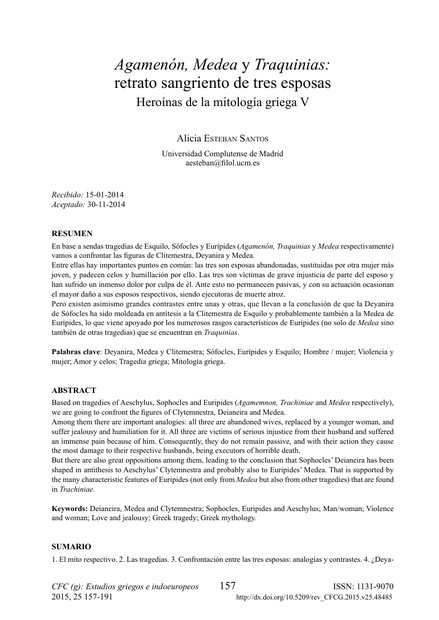 Agamenón, Medea y Traquinias:
retrato sangriento de tres esposas
Heroínas de la mitología griega V
Alicia Esteban Santos
Universidad Complutense de Madrid
aesteban@filol.ucm.es
Recibido: 15-01-2014
Aceptado: 30-11-2014
RESUMEN
En base a sendas tragedias de Esquilo, Sófocles y Eurípides (Agamenón, Traquinias y Medea respectivamente)
vamos a confrontar las figuras de Clitemestra, Deyanira y Medea.
Entre ellas hay importantes puntos en común: las tres son esposas abandonadas, sustituidas por otra mujer más
joven, y padecen celos y humillación por ello. Las tres son víctimas de grave injusticia de parte del esposo y
han sufrido un inmenso dolor por culpa de él. Ante esto no permanecen pasivas, y con su actuación ocasionan
el mayor daño a sus esposos respectivos, siendo ejecutoras de muerte atroz.
Pero existen asimismo grandes contrastes entre unas y otras, que llevan a la conclusión de que la Deyanira
de Sófocles ha sido moldeada en antítesis a la Clitemestra de Esquilo y probablemente también a la Medea de
Eurípides, lo que viene apoyado por los numerosos rasgos característicos de Eurípides (no solo de Medea sino
también de otras tragedias) que se encuentran en Traquinias.
Palabras clave: Deyanira, Medea y Clitemestra; Sófocles, Eurípides y Esquilo; Hombre / mujer; Violencia y
mujer; Amor y celos; Tragedia griega; Mitología griega.
ABSTRACT
Based on tragedies of Aeschylus, Sophocles and Euripides (Agamemnon, Trachiniae and Medea respectively),
we are going to confront the figures of Clytemnestra, Deianeira and Medea.
Among them there are important analogies: all three are abandoned wives, replaced by a younger woman, and
suffer jealousy and humiliation for it. All three are victims of serious injustice from their husband and suffered
an immense pain because of him. Consequently, they do not remain passive, and with their action they cause
the most damage to their respective husbands, being executors of horrible death.
But there are also great oppositions among them, leading to the conclusion that Sophocles' Deianeira has been
shaped in antithesis to Aeschylus' Clytemnestra and probably also to Euripides' Medea. That is supported by
the many characteristic features of Euripides (not only from Medea but also from other tragedies) that are found
in Trachiniae.
Keywords: Deianeira, Medea and Clytemnestra; Sophocles, Euripides and Aeschylus; Man/woman; Violence
and woman; Love and jealousy; Greek tragedy; Greek mythology.
SUMARIO
1. El mito respectivo. 2. Las tragedias. 3. Confrontación entre las tres esposas: analogías y contrastes. 4. ¿Deya-
CFC (g): Estudios griegos e indoeuropeos 157 ISSN: 1131-9070
2015, 25 157-191 http://dx.doi.org/10.5209/rev_CFCG.2015.v25.48485